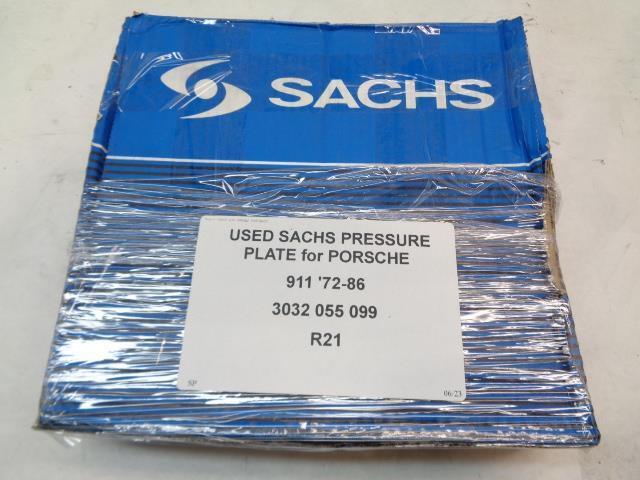 SACHS
USED SACHS PRESSURE
PLATE for PORSCHE
911 '72-86
3032 055 099
R21
SP
06/23